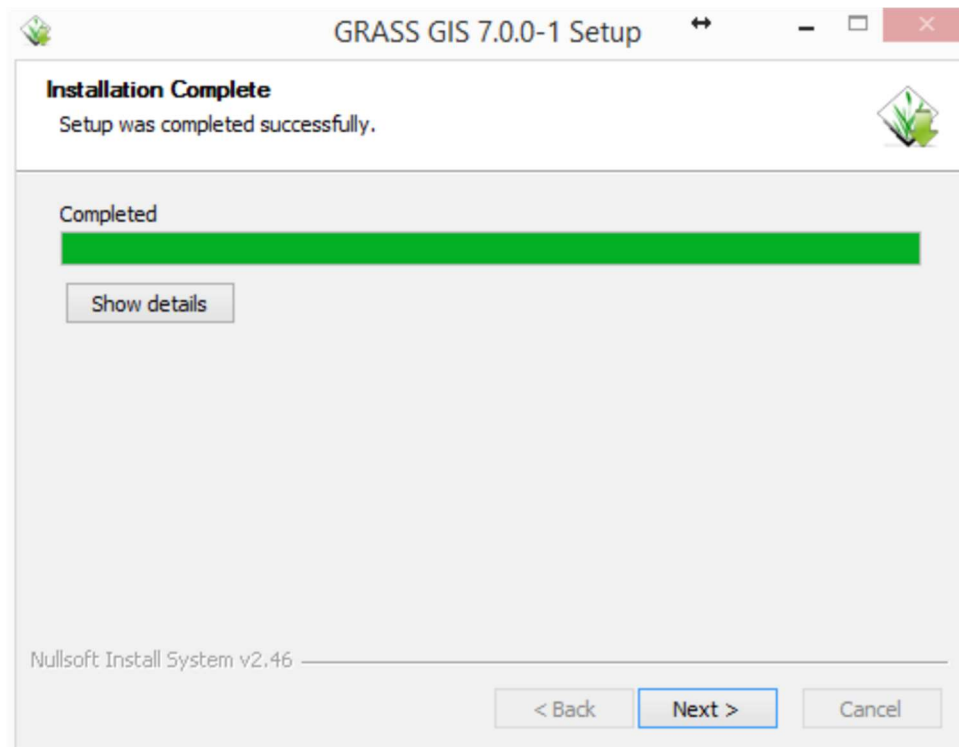 GRASS GIS 7.0.0-1 Setup
Installation Complete
Setup was completed successfully.
Completed
Show details
Nullsoft Install System v2.46
< Back
Next >
Cancel